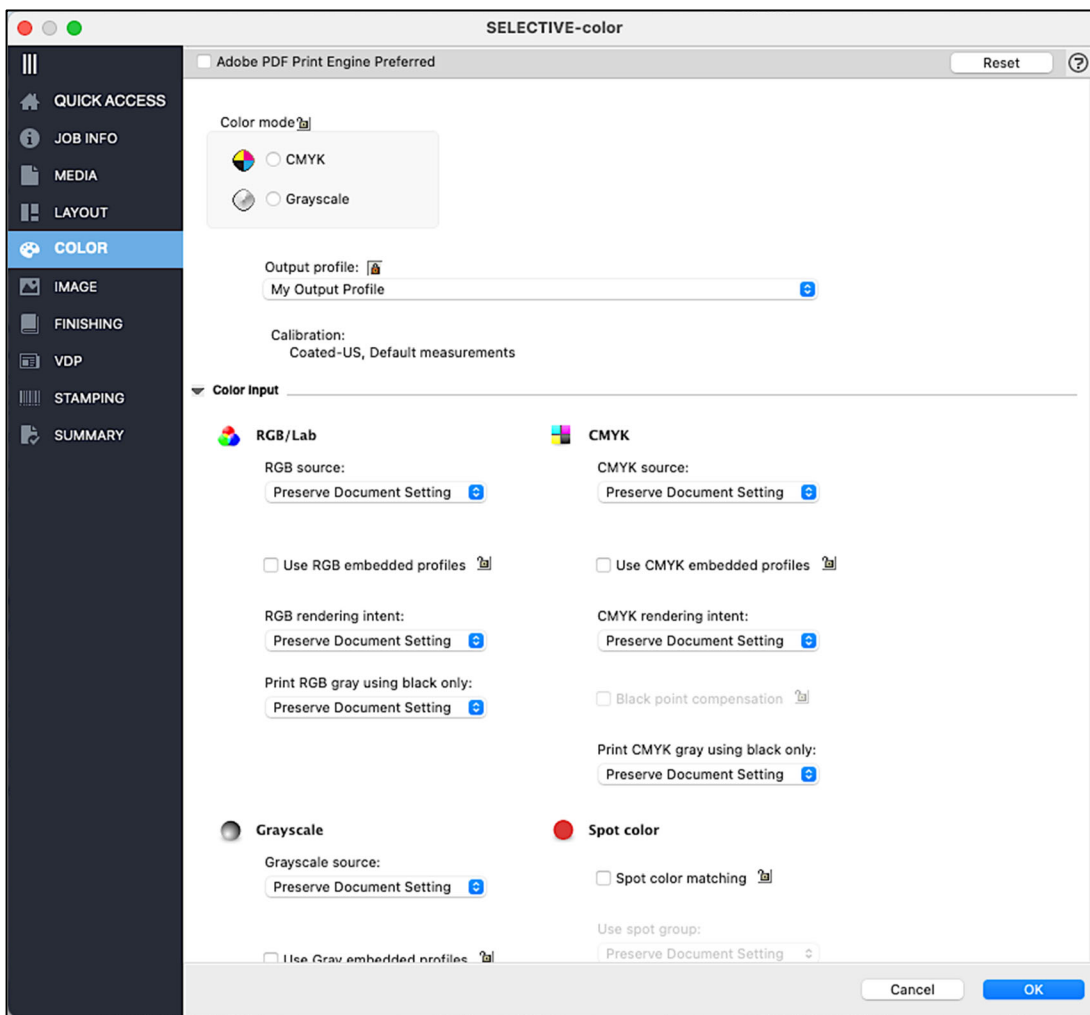 SELECTIVE-color
Adobe PDF Print Engine Preferred
Reset
?
QUICK ACCESS
JOB INFO
MEDIA
LAYOUT
COLOR
IMAGE
FINISHING
VDP
STAMPING
SUMMARY
Color mode
CMYK
Grayscale
Output profile:
My Output Profile
Calibration:
Coated-US, Default measurements
Color Input
RGB/Lab
RGB source:
Preserve Document Setting
Use RGB embedded profiles
RGB rendering intent:
Preserve Document Setting
Print RGB gray using black only:
Preserve Document Setting
CMYK
CMYK source:
Preserve Document Setting
Use CMYK embedded profiles
CMYK rendering intent:
Preserve Document Setting
Black point compensation
Print CMYK gray using black only:
Preserve Document Setting
Grayscale
Grayscale source:
Preserve Document Setting
Use Gray embedded profiles
Spot color
Spot color matching
Use spot group:
Preserve Document Setting
Cancel
OK